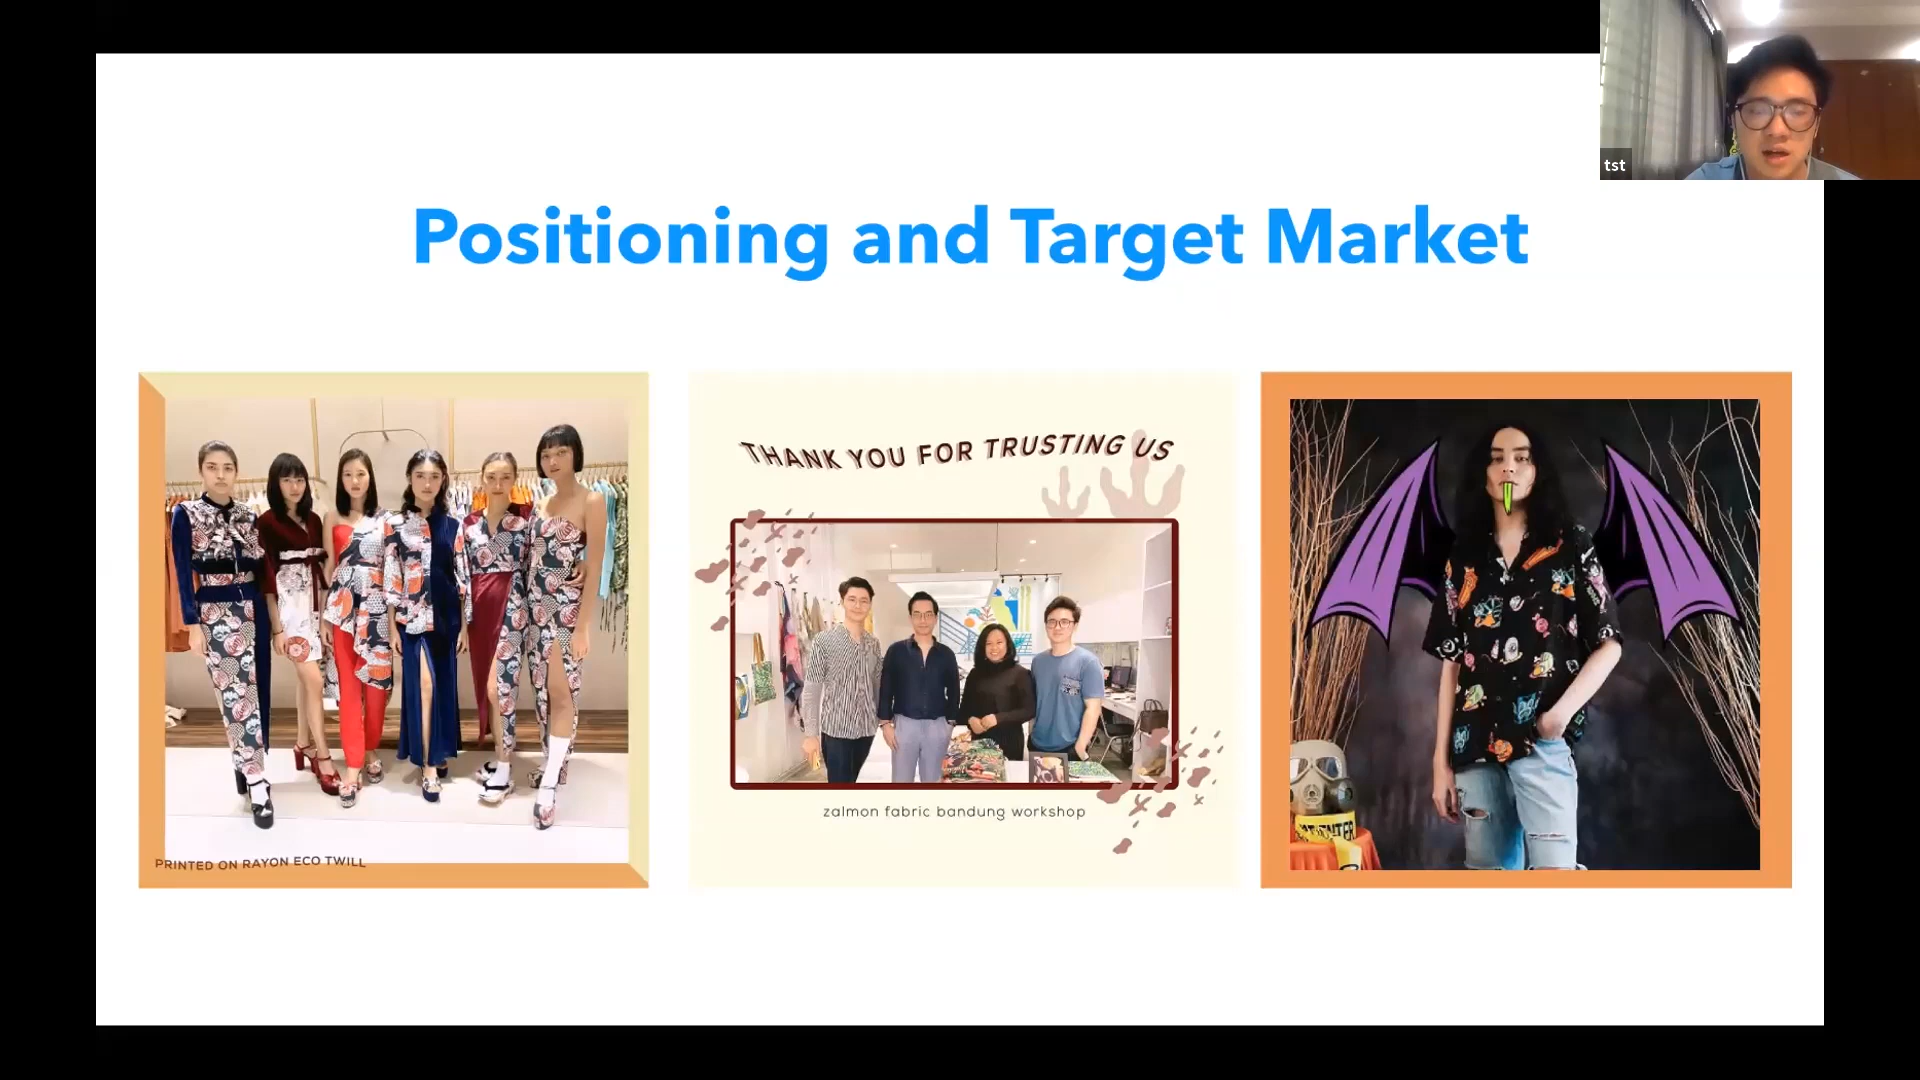 tst
Positioning and Target Market
THANK YOU FOR TRUSTING US
zalmon fabric bandung workshop
PRINTED ON RAYON ECO TWILL